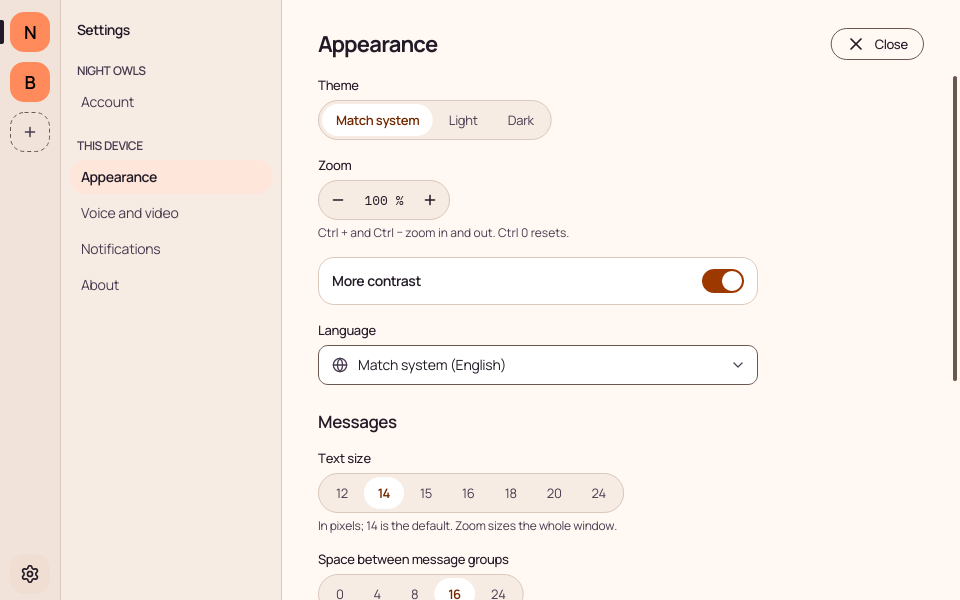 N
B
Settings
NIGHT OWLS
Account
THIS DEVICE
Appearance
Voice and video
Notifications
About
Appearance
Close
Theme
Match system Light Dark
Zoom
100 %
Ctrl + and Ctrl − zoom in and out. Ctrl 0 resets.
More contrast
Language
Match system (English)
Messages
Text size
12 14 15 16 18 20 24
In pixels; 14 is the default. Zoom sizes the whole window.
Space between message groups
0 4 8 16 24